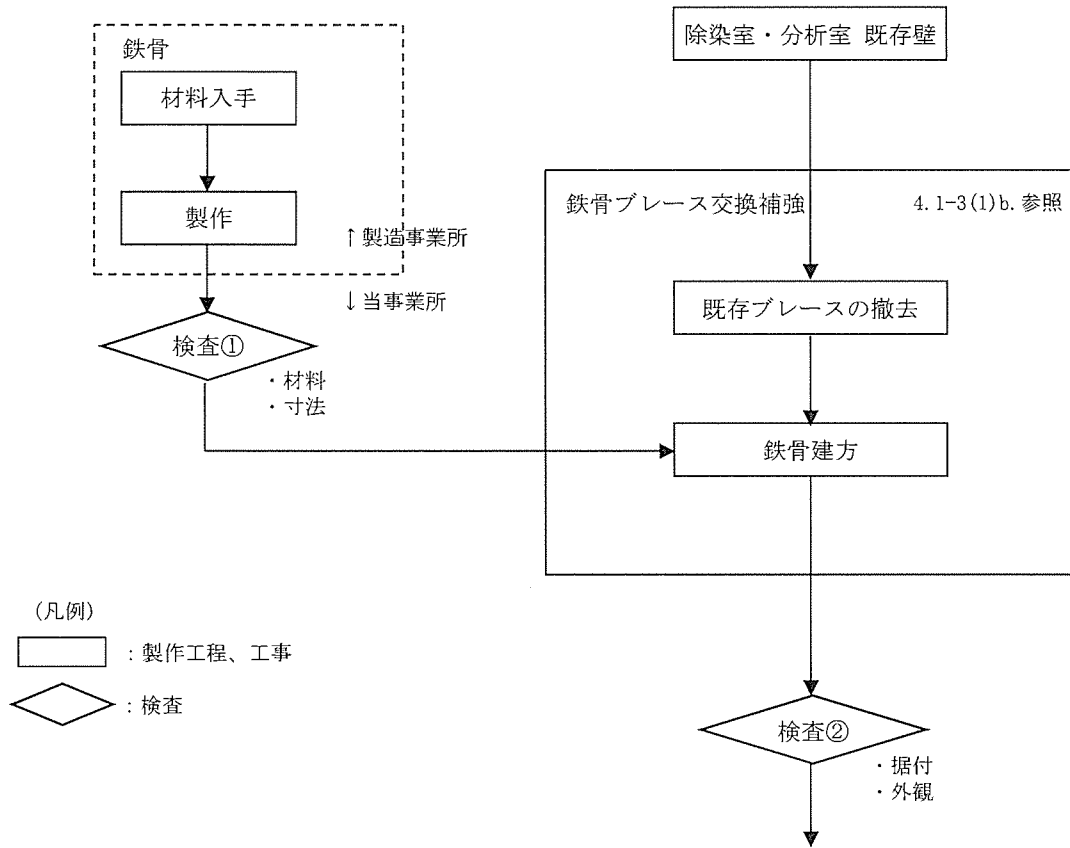 鉄骨
材料入手
製作
↑製造事業所
↓当事業所
検査①
・材料
・寸法
除染室・分析室 既存壁
鉄骨ブレース交換補強
4.1-3(1)b.参照
既存ブレースの撤去
鉄骨建方
検査②
・据付
・外観
(凡例)
：製作工程、工事
：検査